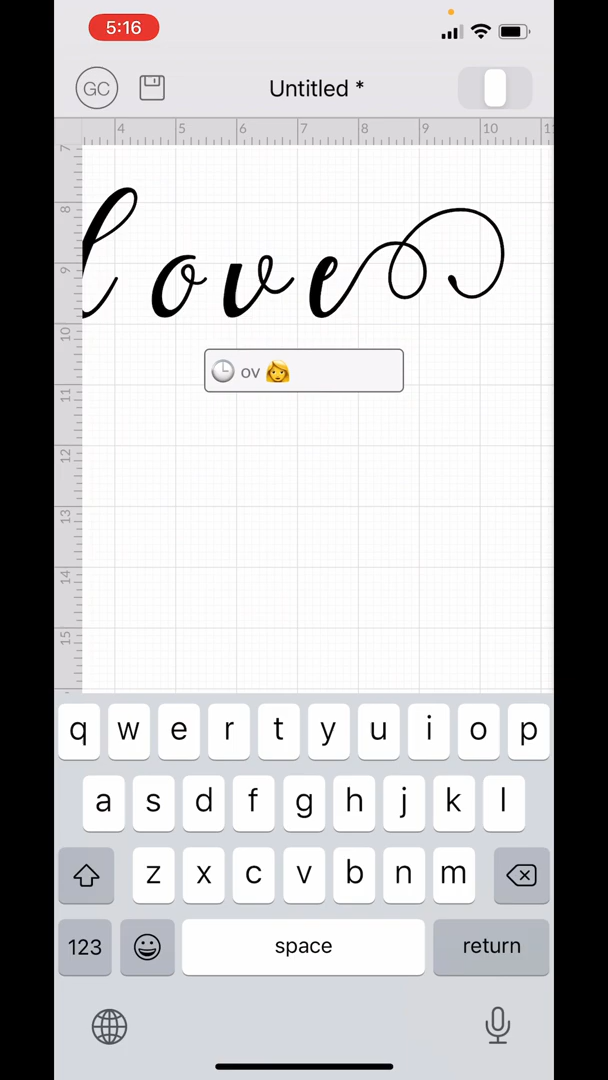 5:16
GC Untitled *
4 5 6 7 8 9 10 11
7
8
9
10
11
12
13
14
15
love
🕒 ov 👩
q w e r t y u i o p
a s d f g h j k l
z x c v b n m
123 space return